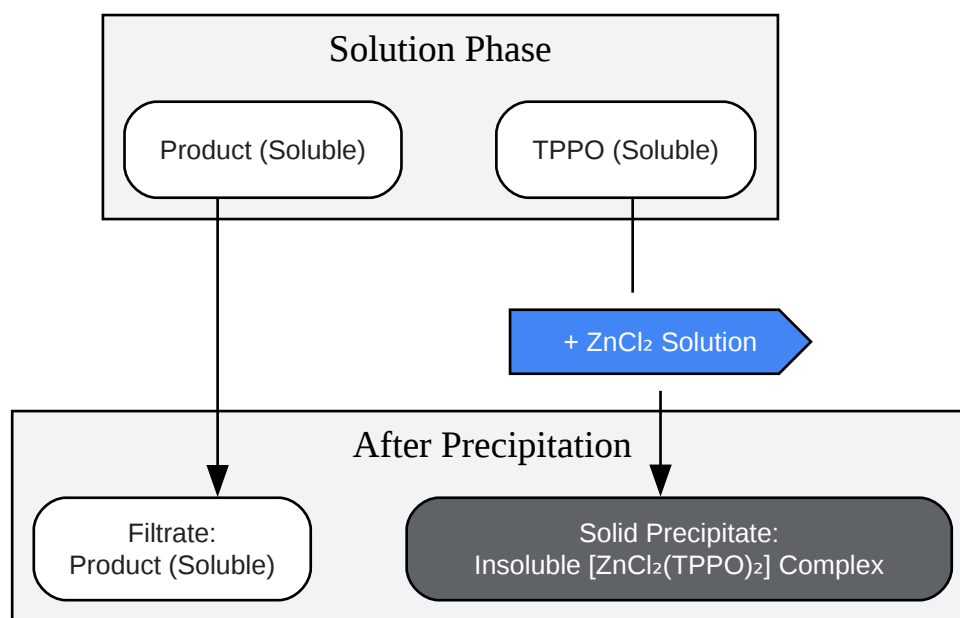 Solution Phase
Product (Soluble)
TPPO (Soluble)
+ ZnCl₂ Solution
After Precipitation
Filtrate:
Product (Soluble)
Solid Precipitate:
Insoluble [ZnCl₂(TPPO)₂] Complex